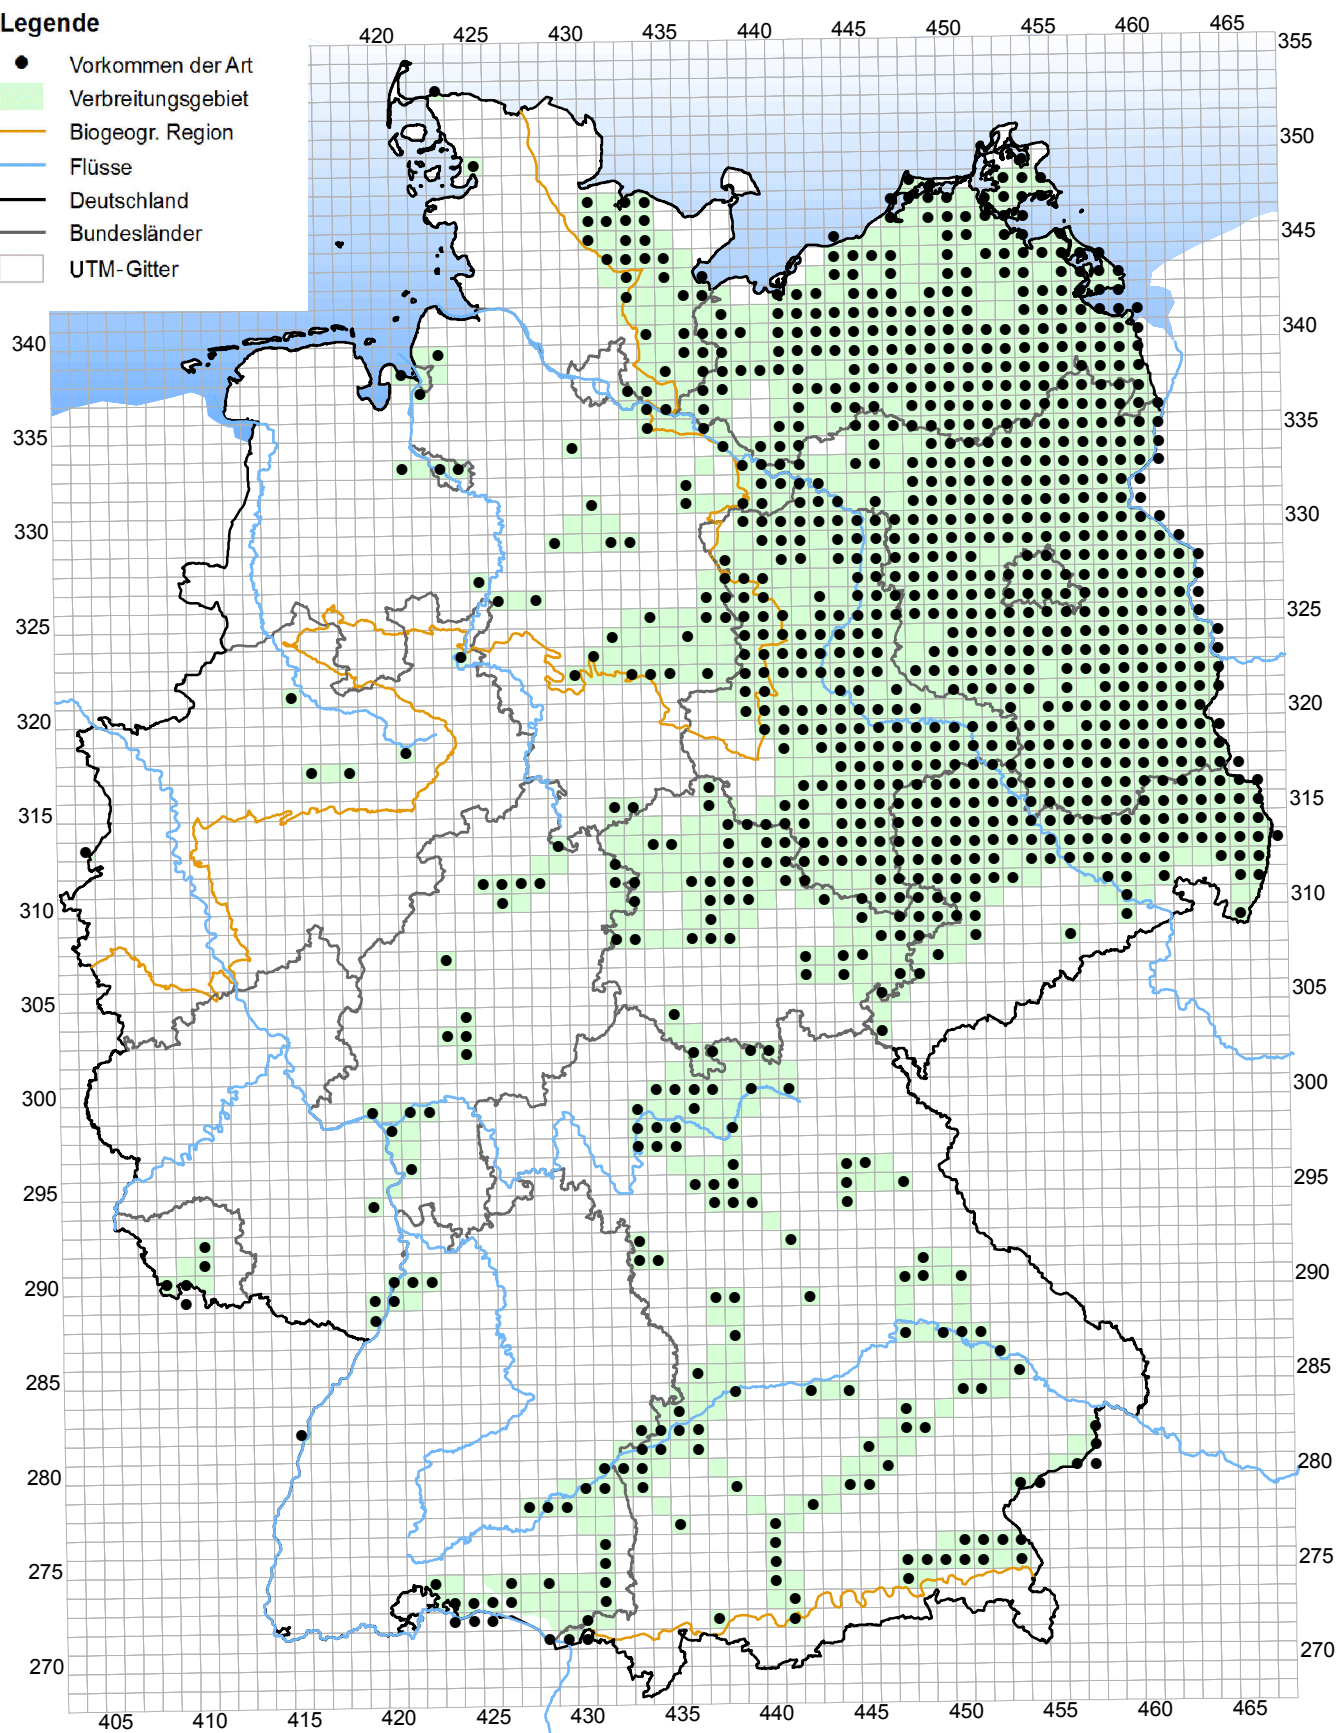 Legende
Vorkommen der Art
Verbreitungsgebiet
Biogeogr. Region
Flüsse
Deutschland
Bundesländer
UTM-Gitter
420 425 430 435 440 445 450 455 460 465
355
350
345
340 340
335 335
330 330
325 325
320 320
315 315
310 310
305 305
300 300
295 295
290 290
285 285
280 280
275 275
270 270
405 410 415 420 425 430 435 440 445 450 455 460 465